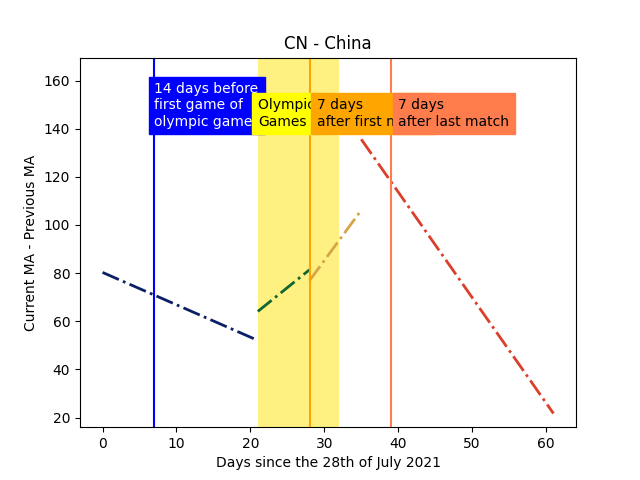 CN - China
14 days before
first game of
olympic game
Olympic
Games
7 days
after first m
7 days
after last match
Current MA - Previous MA
160
140
120
100
80
60
40
20
0 10 20 30 40 50 60
Days since the 28th of July 2021